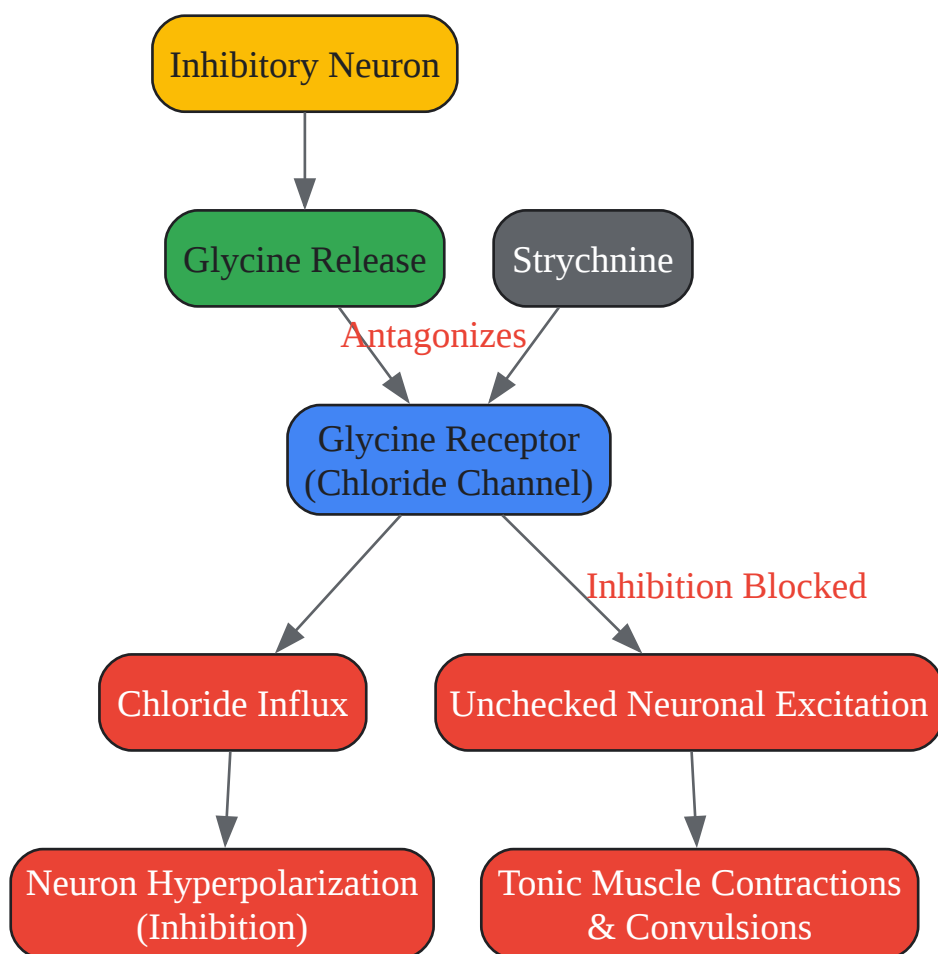 Inhibitory Neuron
Glycine Release
Strychnine
Antagonizes
Glycine Receptor
(Chloride Channel)
Inhibition Blocked
Chloride Influx
Unchecked Neuronal Excitation
Neuron Hyperpolarization
(Inhibition)
Tonic Muscle Contractions
& Convulsions